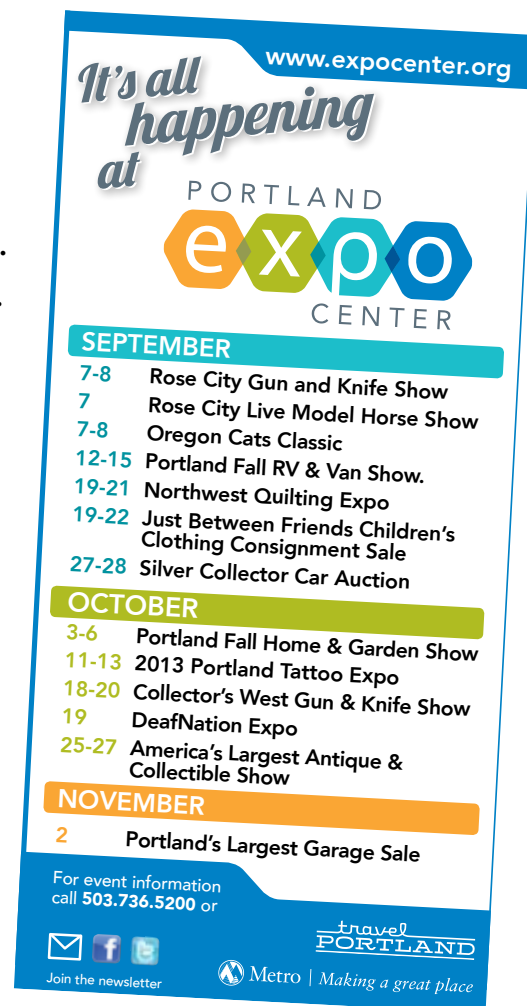 www.expocenter.org
It's all
happening
at
PORTLAND
expo
CENTER
SEPTEMBER
7-8 Rose City Gun and Knife Show
7 Rose City Live Model Horse Show
7-8 Oregon Cats Classic
12-15 Portland Fall RV & Van Show.
19-21 Northwest Quilting Expo
19-22 Just Between Friends Children's
Clothing Consignment Sale
27-28 Silver Collector Car Auction
OCTOBER
3-6 Portland Fall Home & Garden Show
11-13 2013 Portland Tattoo Expo
18-20 Collector's West Gun & Knife Show
19 DeafNation Expo
25-27 America's Largest Antique &
Collectible Show
NOVEMBER
2 Portland's Largest Garage Sale
For event information
call 503.736.5200 or
travel
PORTLAND
f t
Join the newsletter
Metro | Making a great place